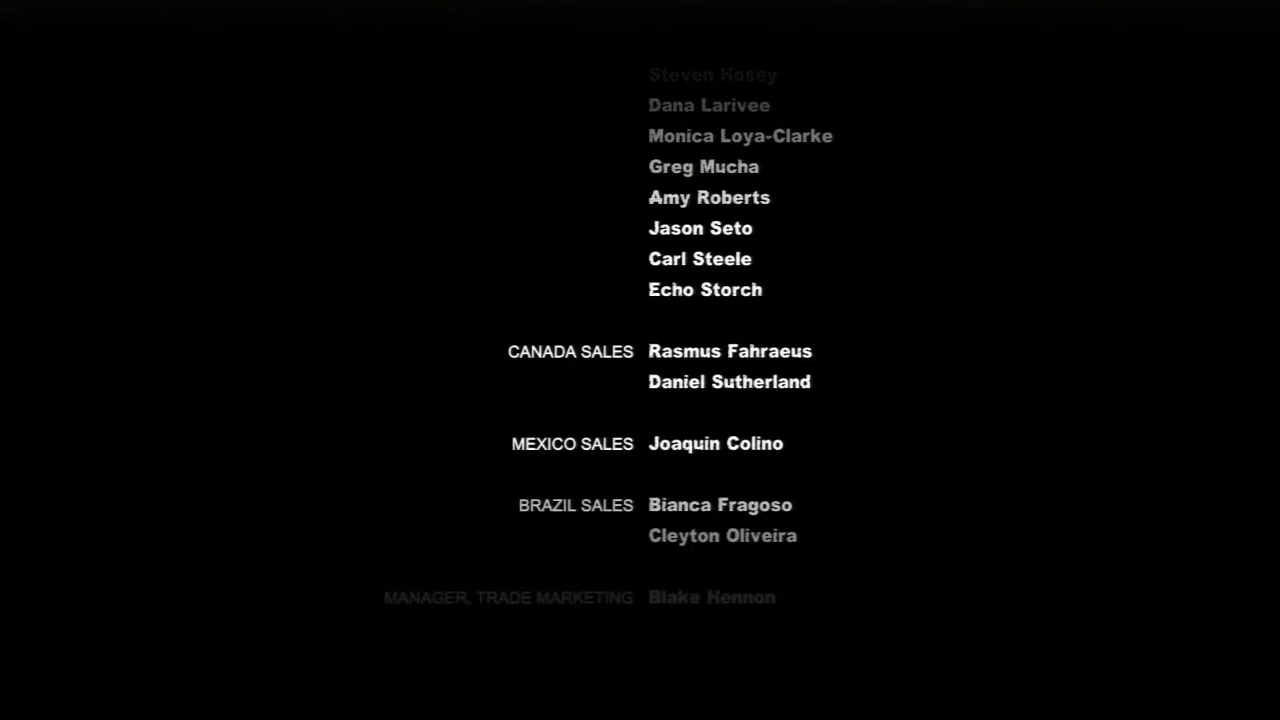 Steven Hosey
Dana Larivee
Monica Loya-Clarke
Greg Mucha
Amy Roberts
Jason Seto
Carl Steele
Echo Storch
CANADA SALES Rasmus Fahraeus
Daniel Sutherland
MEXICO SALES Joaquin Colino
BRAZIL SALES Bianca Fragoso
Cleyton Oliveira
MANAGER, TRADE MARKETING Blake Hennon